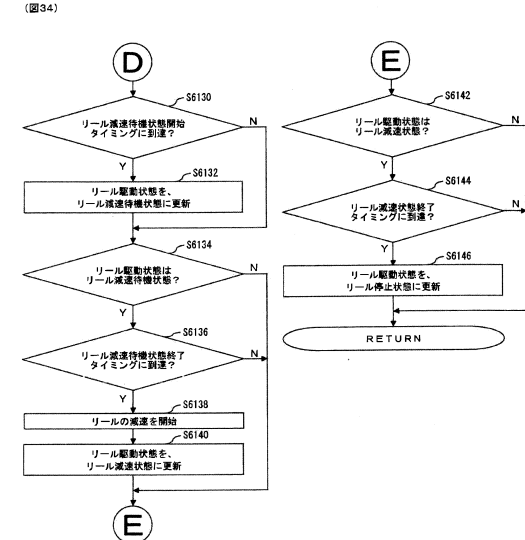 (図34)
D
S6130
リール減速待機状態開始
タイミングに到達?
N
Y
S6132
リール駆動状態を、
リール減速待機状態に更新
S6134
リール駆動状態は
リール減速待機状態?
N
Y
S6136
リール減速待機状態終了
タイミングに到達?
N
Y
S6138
リールの減速を開始
S6140
リール駆動状態を、
リール減速状態に更新
E
E
S6142
リール駆動状態は
リール減速状態?
N
Y
S6144
リール減速状態終了
タイミングに到達?
N
Y
S6146
リール駆動状態を、
リール停止状態に更新
RETURN